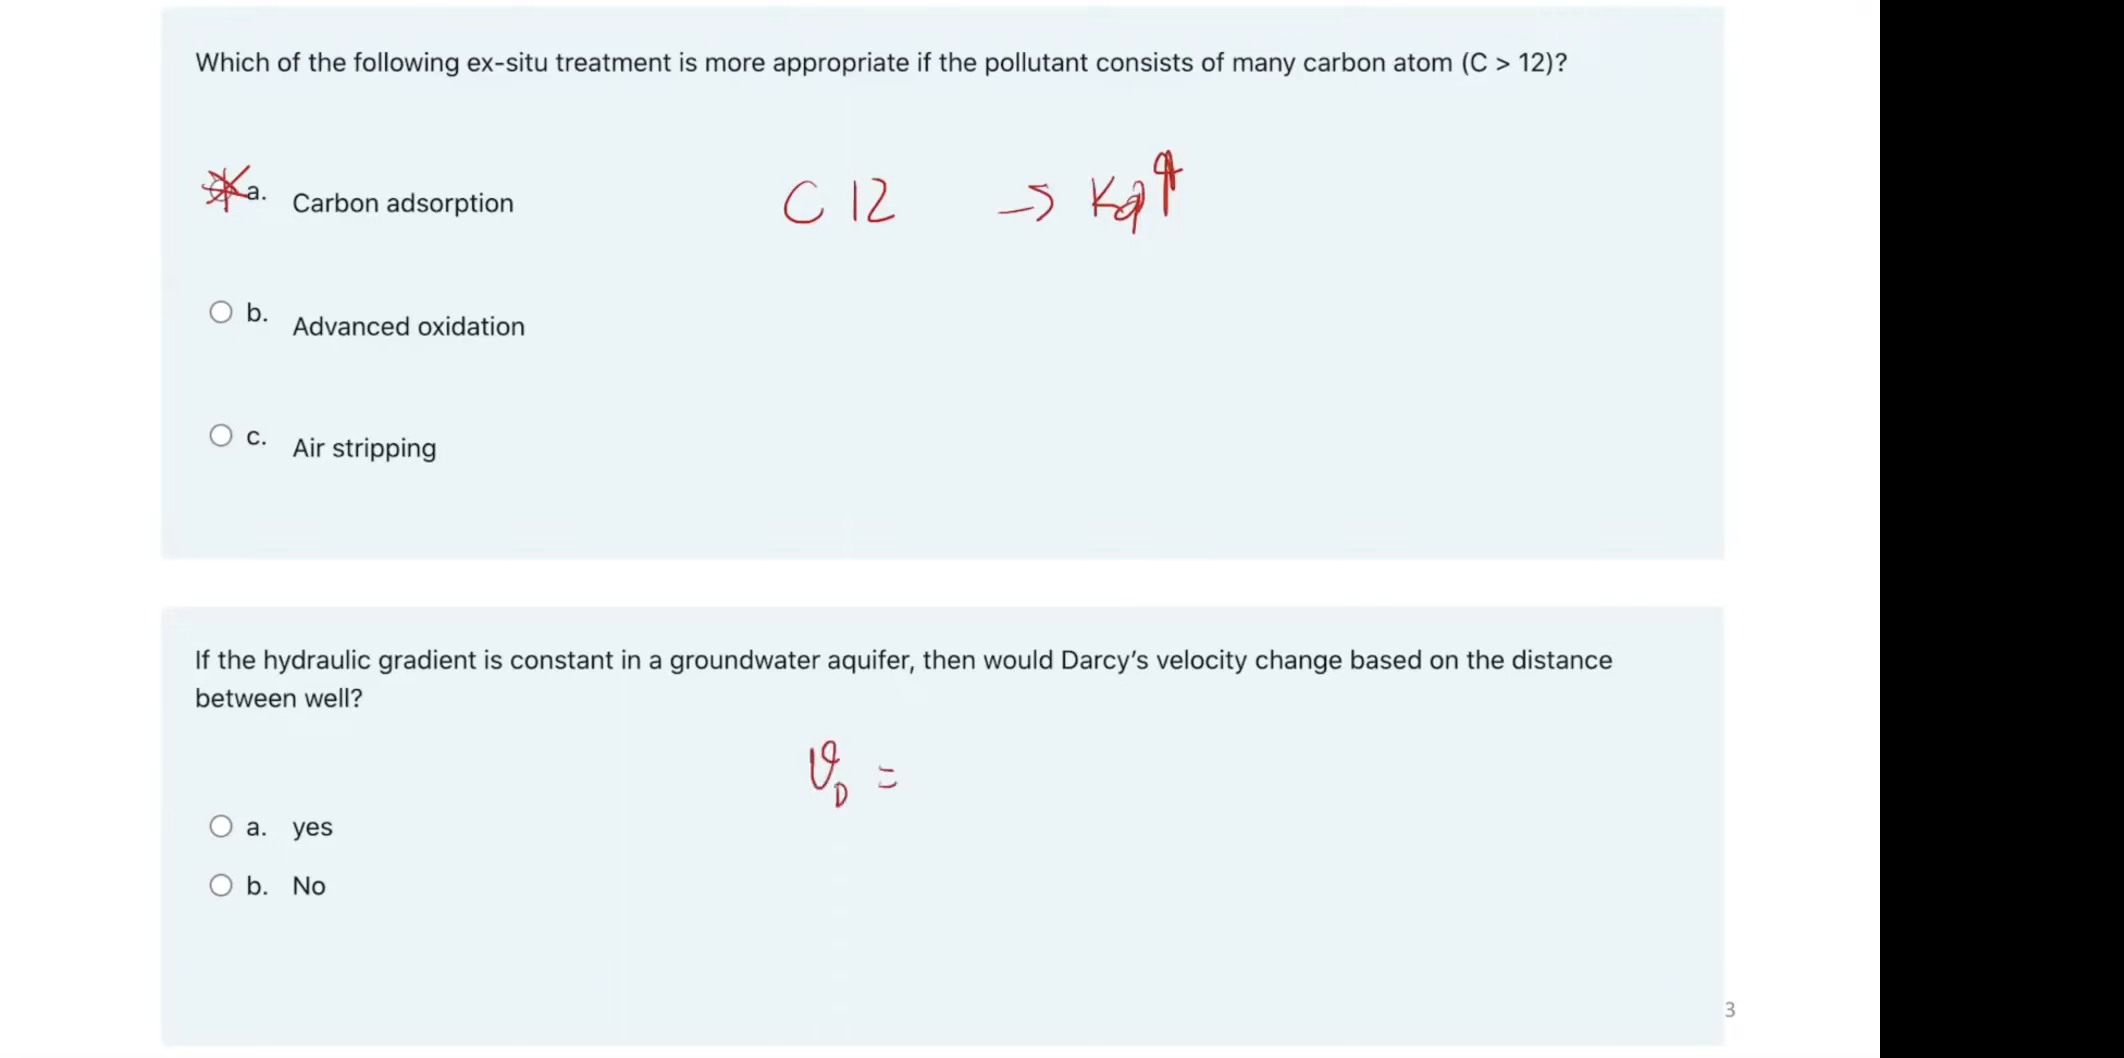 Which of the following ex-situ treatment is more appropriate if the pollutant consists of many carbon atom (C > 12)?
a. Carbon adsorption
C 12 →
b. Advanced oxidation
c. Air stripping
If the hydraulic gradient is constant in a groundwater aquifer, then would Darcy’s velocity change based on the distance
between well?
V_D =
a. yes
b. No
3